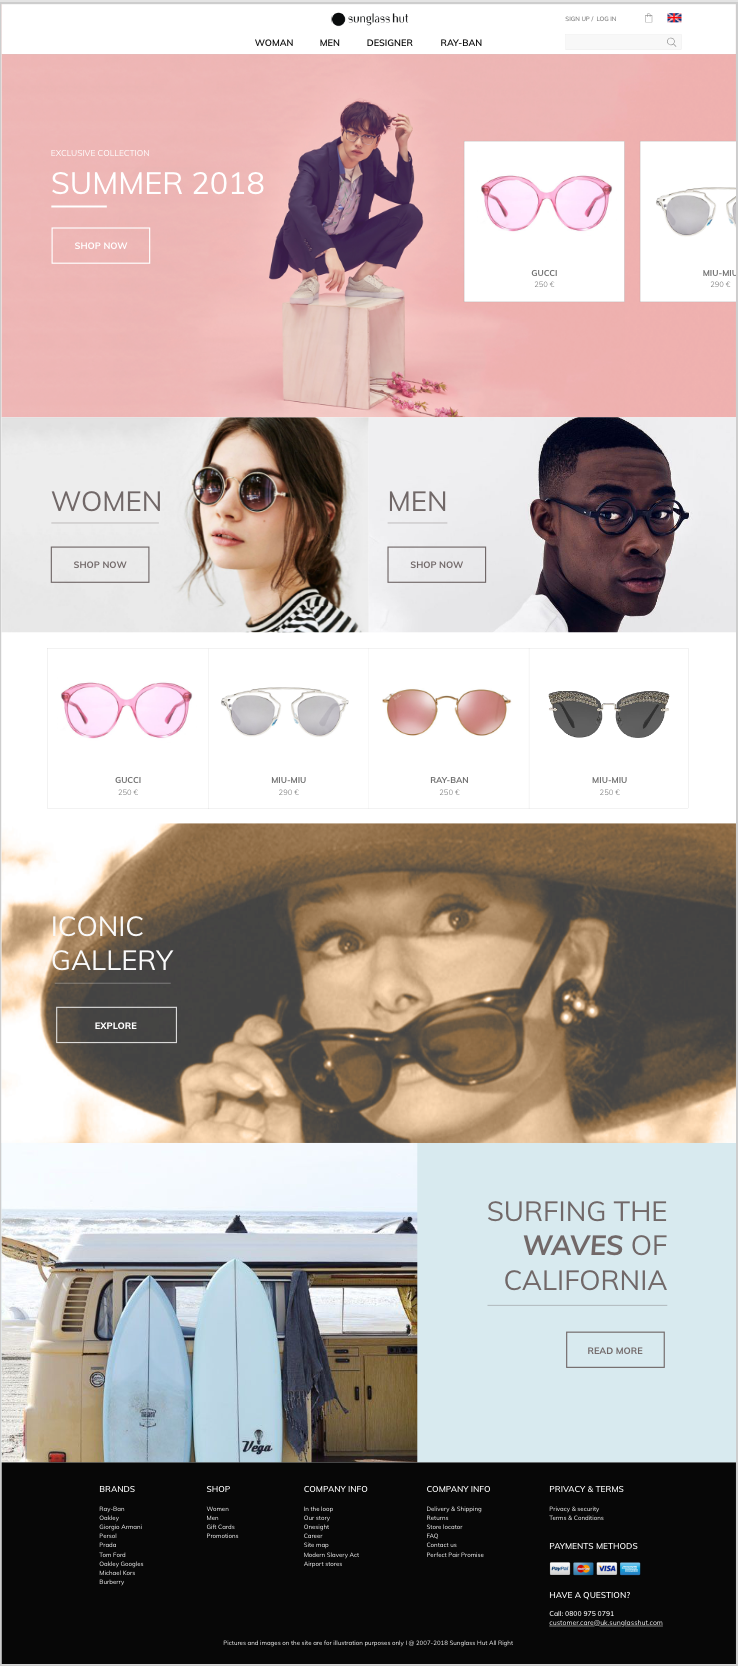 sunglass hut
SIGN UP / LOG IN
WOMAN MEN DESIGNER RAY-BAN
EXCLUSIVE COLLECTION
SUMMER 2018
SHOP NOW
GUCCI
250 €
MIU-MIU
290 €
WOMEN
SHOP NOW
MEN
SHOP NOW
GUCCI
250 €
MIU-MIU
290 €
RAY-BAN
250 €
MIU-MIU
250 €
ICONIC
GALLERY
EXPLORE
Vega
SURFING THE
WAVES OF
CALIFORNIA
READ MORE
BRANDS
Ray-Ban
Oakley
Giorgio Armani
Persol
Prada
Tom Ford
Oakley Googles
Michael Kors
Burberry
SHOP
Women
Men
Gift Cards
Promotions
COMPANY INFO
In the loop
Our story
Onesight
Career
Site map
Modern Slavery Act
Airport stores
COMPANY INFO
Delivery & Shipping
Returns
Store locator
FAQ
Contact us
Perfect Pair Promise
PRIVACY & TERMS
Privacy & security
Terms & Conditions
PAYMENTS METHODS
PayPal VISA
HAVE A QUESTION?
Call: 0800 975 0791
customer.care@uk.sunglasshut.com
Pictures and images on the site are for illustration purposes only I @ 2007-2018 Sunglass Hut All Right